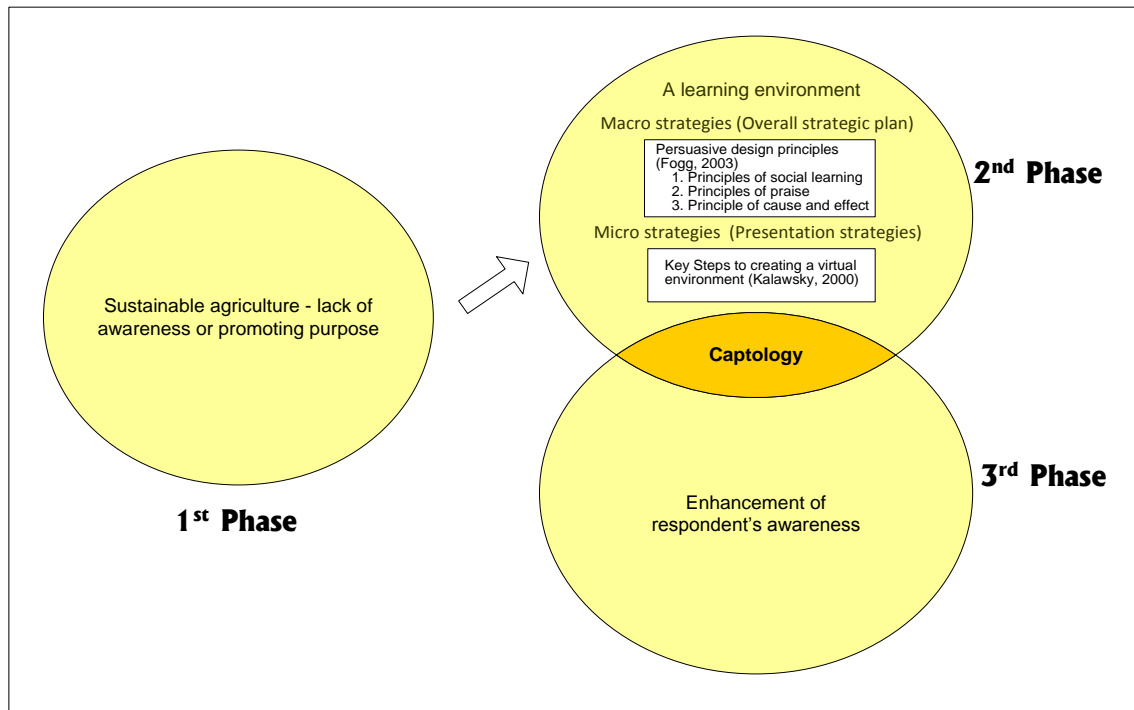 Sustainable agriculture - lack of
awareness or promoting purpose
1st Phase
A learning environment
Macro strategies (Overall strategic plan)
Persuasive design principles
(Fogg, 2003)
1. Principles of social learning
2. Principles of praise
3. Principle of cause and effect
Micro strategies (Presentation strategies)
Key Steps to creating a virtual
environment (Kalawsky, 2000)
2nd Phase
Captology
Enhancement of
respondent’s awareness
3rd Phase